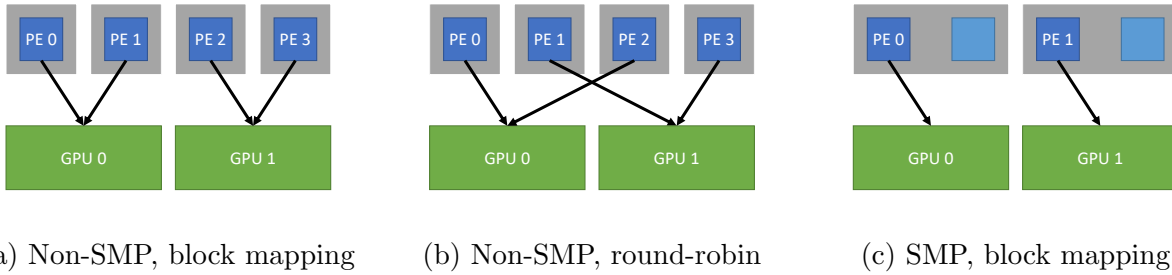 PE 0 PE 1 PE 2 PE 3 PE 0 PE 1 PE 2 PE 3 PE 0 PE 1
GPU 0 GPU 1 GPU 0 GPU 1 GPU 0 GPU 1
a) Non-SMP, block mapping (b) Non-SMP, round-robin (c) SMP, block mapping